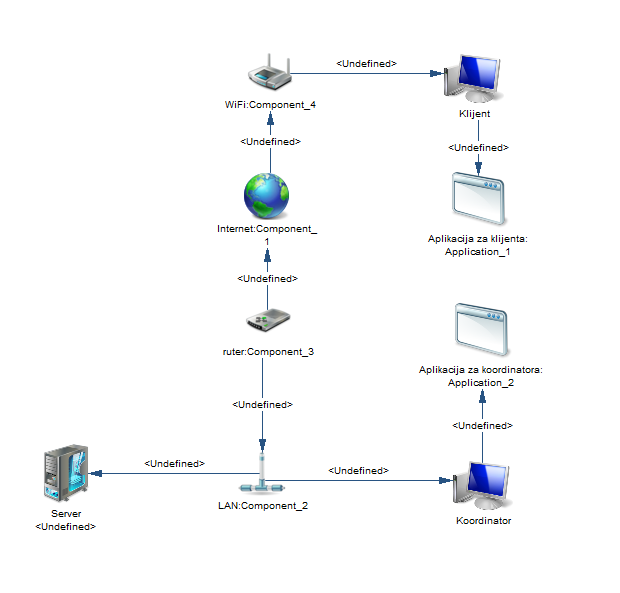 <Undefined>
WiFi:Component_4
Klijent
<Undefined>
<Undefined>
Internet:Component_
1
Aplikacija za klijenta:
Application_1
<Undefined>
ruter:Component_3
Aplikacija za koordinatora:
Application_2
<Undefined>
<Undefined>
<Undefined>
<Undefined>
LAN:Component_2
Server
<Undefined>
Koordinator